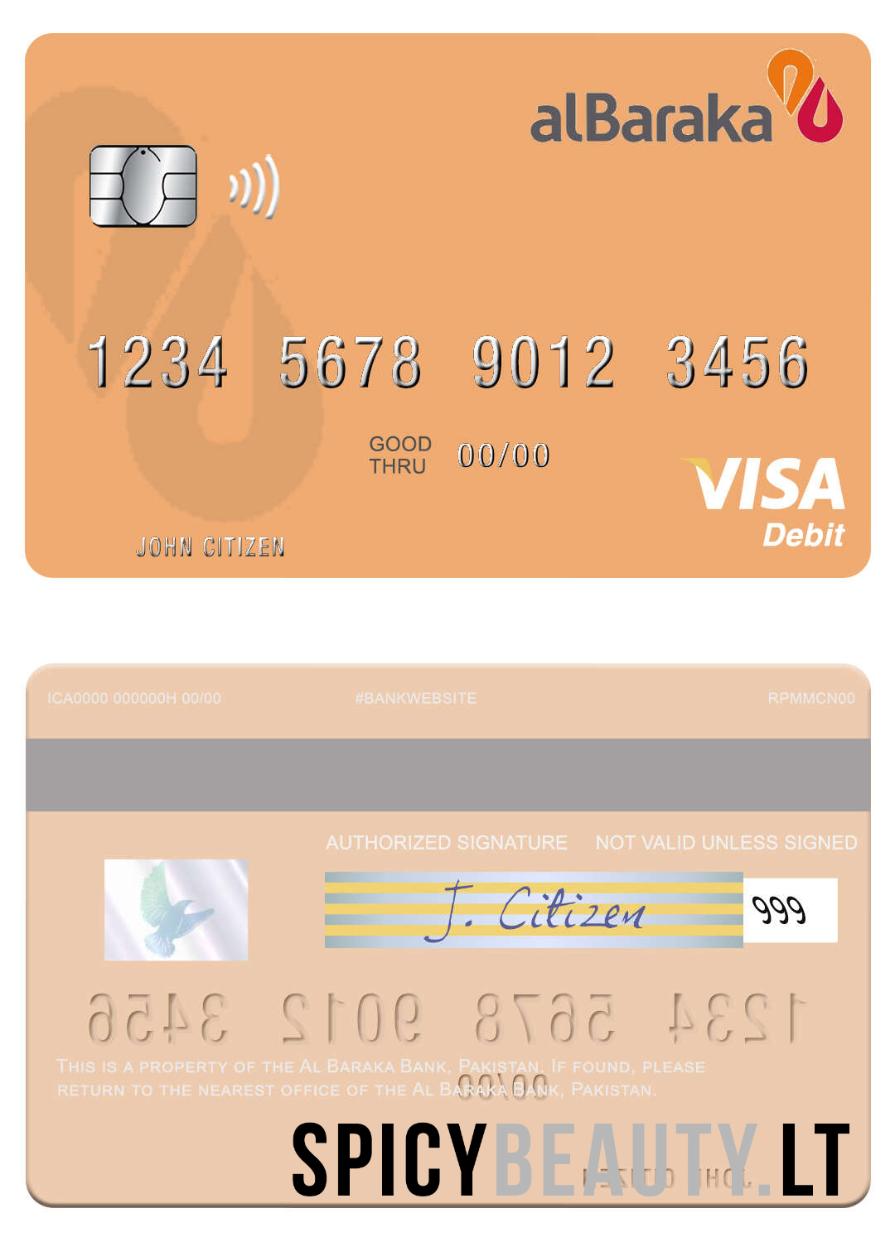 alBaraka
1234 5678 9012 3456
GOOD THRU 00/00
VISA
Debit
JOHN CITIZEN
ICA0000 000000H 00/00 #BANKWEBSITE RPMMCN00
AUTHORIZED SIGNATURE NOT VALID UNLESS SIGNED
J. Citizen 999
1234 5678 9012 3456
THIS IS A PROPERTY OF THE AL BARAKA BANK, PAKISTAN. IF FOUND, PLEASE
RETURN TO THE NEAREST OFFICE OF THE AL BARAKA BANK, PAKISTAN.
00/00
JOHN CITIZEN
SPICYBEAUTY.LT